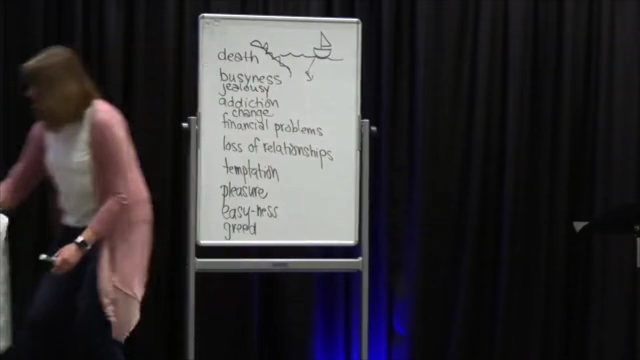 death
busyness
jealousy
addiction
change
financial problems
loss of relationships
temptation
pleasure
easy-ness
greed